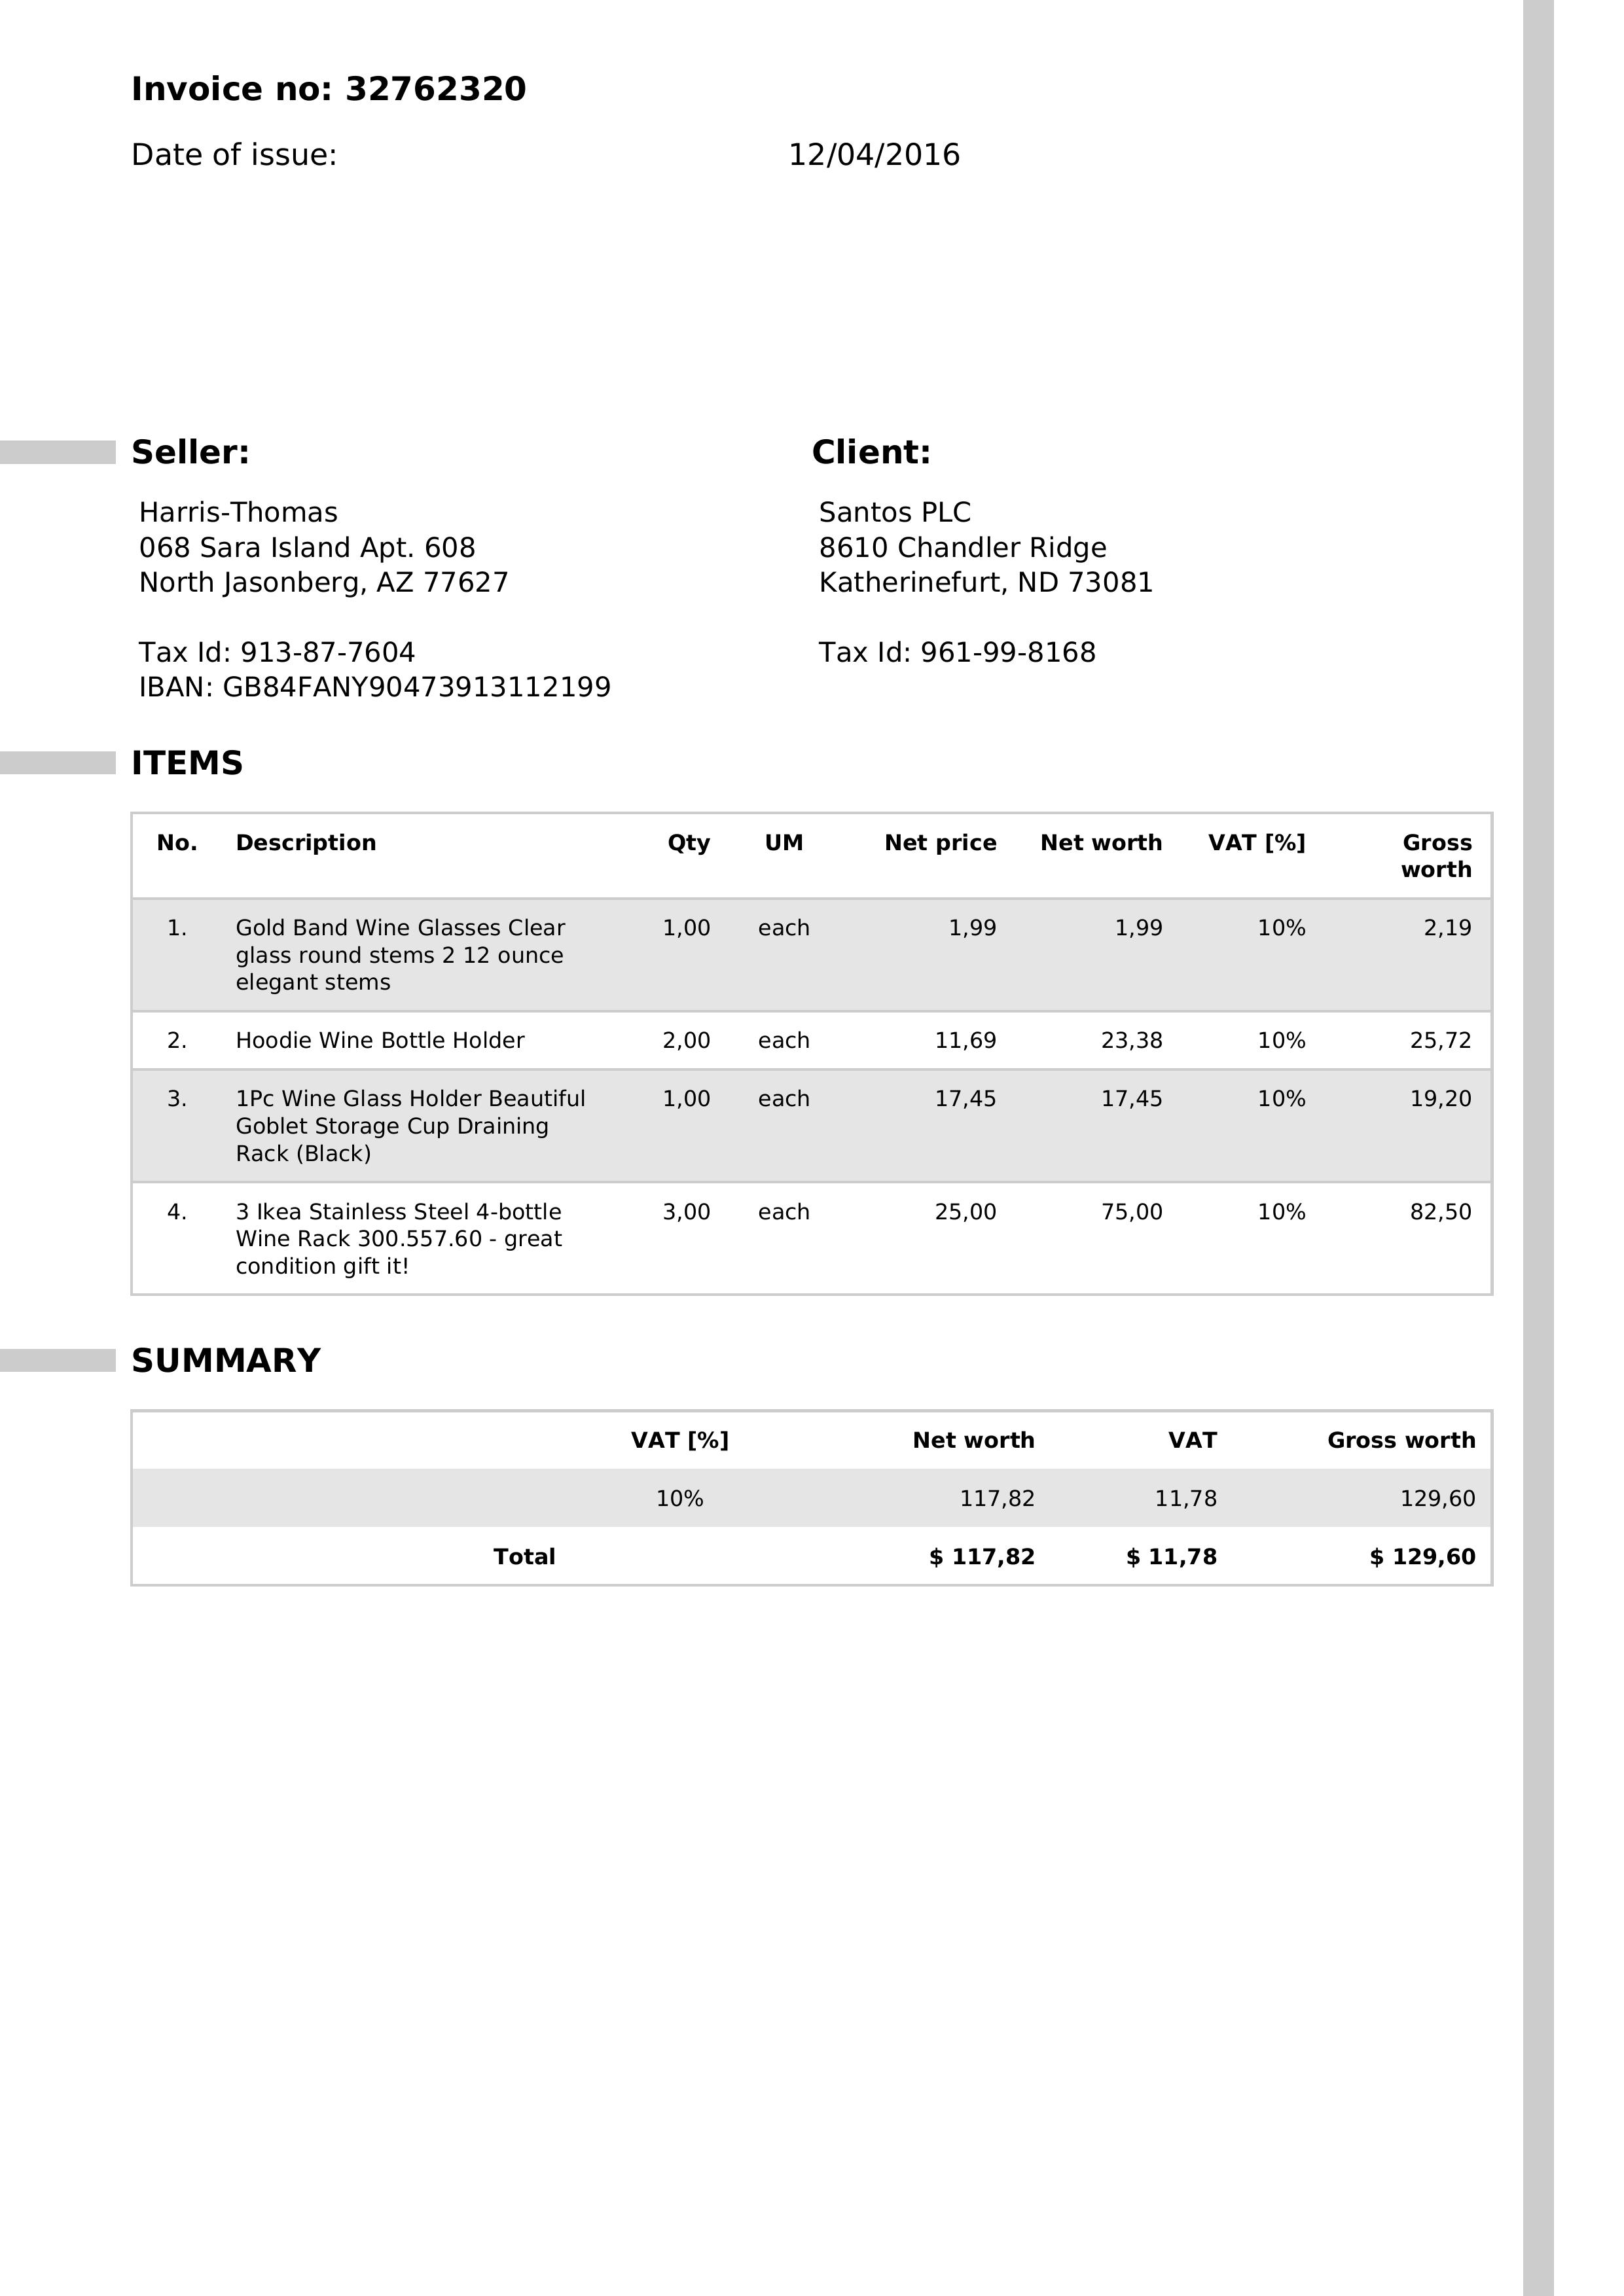 Invoice no: 32762320
Date of issue: 12/04/2016
Seller:
Harris-Thomas
068 Sara Island Apt. 608
North Jasonberg, AZ 77627
Tax Id: 913-87-7604
IBAN: GB84FANY90473913112199
Client:
Santos PLC
8610 Chandler Ridge
Katherinefurt, ND 73081
Tax Id: 961-99-8168
ITEMS
No. Description Qty UM Net price Net worth VAT [%] Gross
worth
1. Gold Band Wine Glasses Clear 1,00 each 1,99 1,99 10% 2,19
glass round stems 2 12 ounce
elegant stems
2. Hoodie Wine Bottle Holder 2,00 each 11,69 23,38 10% 25,72
3. 1Pc Wine Glass Holder Beautiful 1,00 each 17,45 17,45 10% 19,20
Goblet Storage Cup Draining
Rack (Black)
4. 3 Ikea Stainless Steel 4-bottle 3,00 each 25,00 75,00 10% 82,50
Wine Rack 300.557.60 - great
condition gift it!
SUMMARY
VAT [%] Net worth VAT Gross worth
10% 117,82 11,78 129,60
Total $ 117,82 $ 11,78 $ 129,60